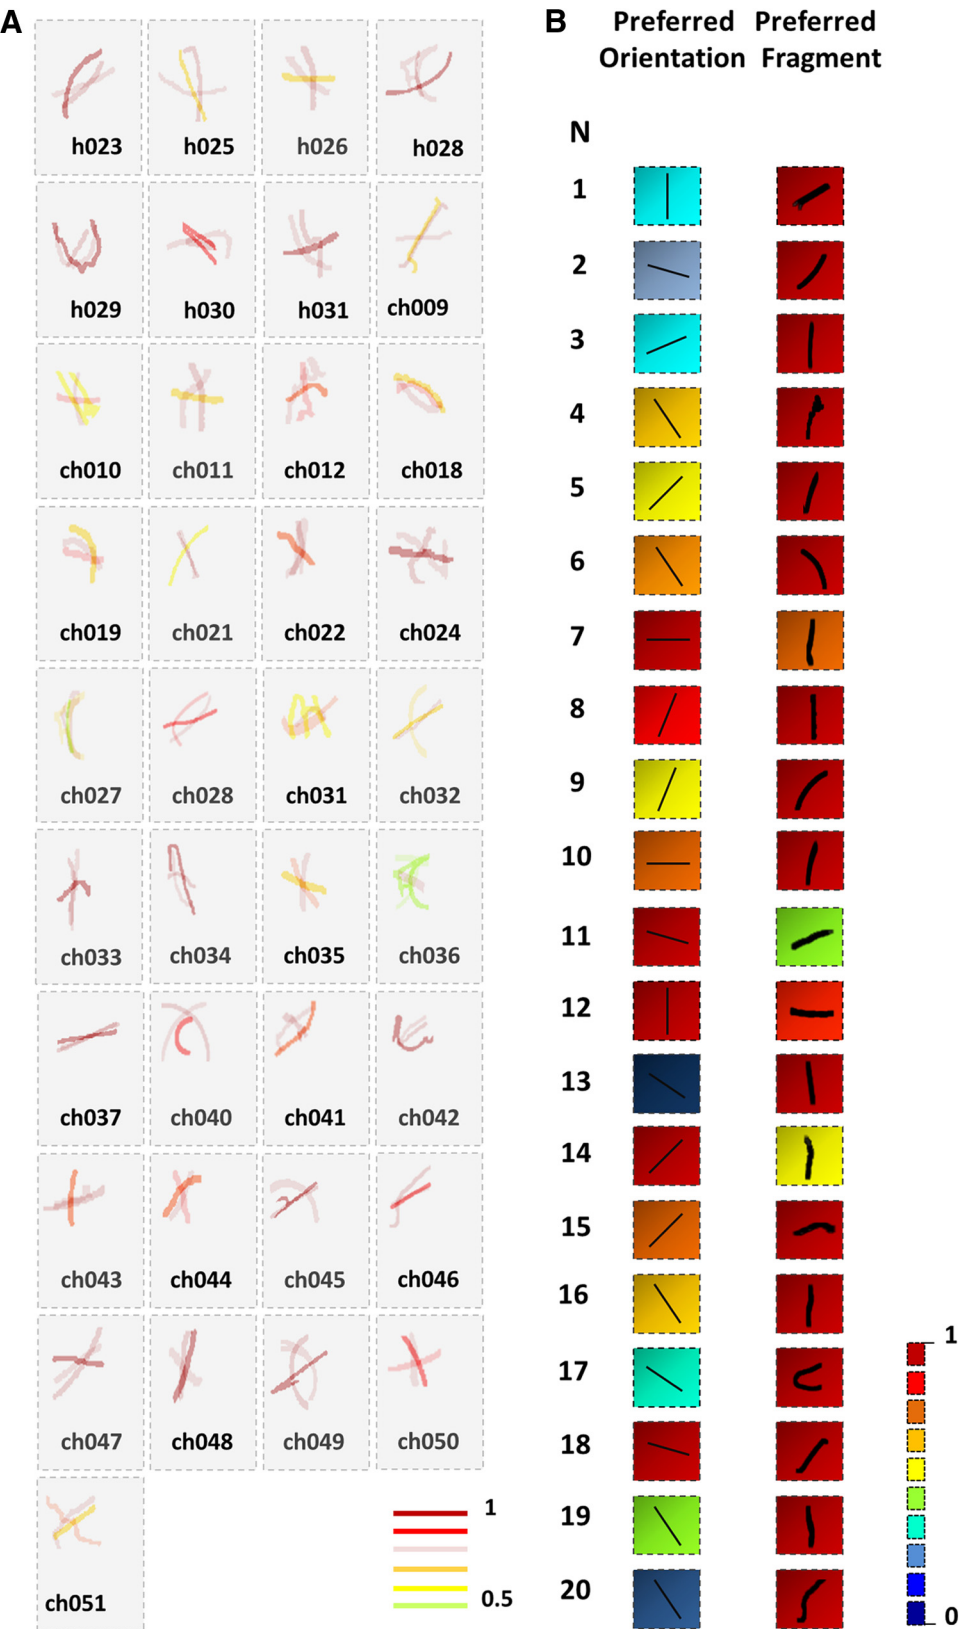 A
h023 h025 h026 h028
h029 h030 h031 ch009
ch010 ch011 ch012 ch018
ch019 ch021 ch022 ch024
ch027 ch028 ch031 ch032
ch033 ch034 ch035 ch036
ch037 ch040 ch041 ch042
ch043 ch044 ch045 ch046
ch047 ch048 ch049 ch050
ch051
1
0.5
B
Preferred Preferred
Orientation Fragment
N
1
2
3
4
5
6
7
8
9
10
11
12
13
14
15
16
17
18
19
20
1
0